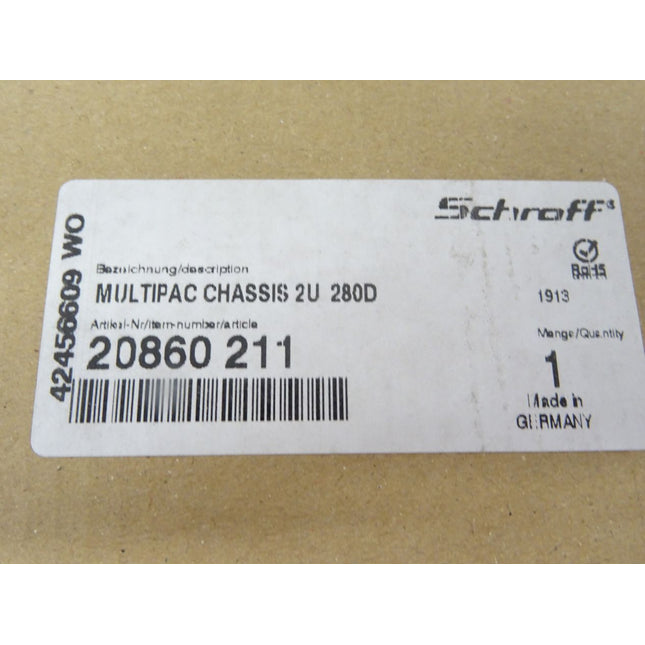 Schroff
RoHS
Bezeichnung/description
MULTIPAC CHASSIS 2U 280D
1913
Artikel-Nr/item-number/article
20860 211
Menge/Quantity
1
Made in
GERMANY
42456609 WO